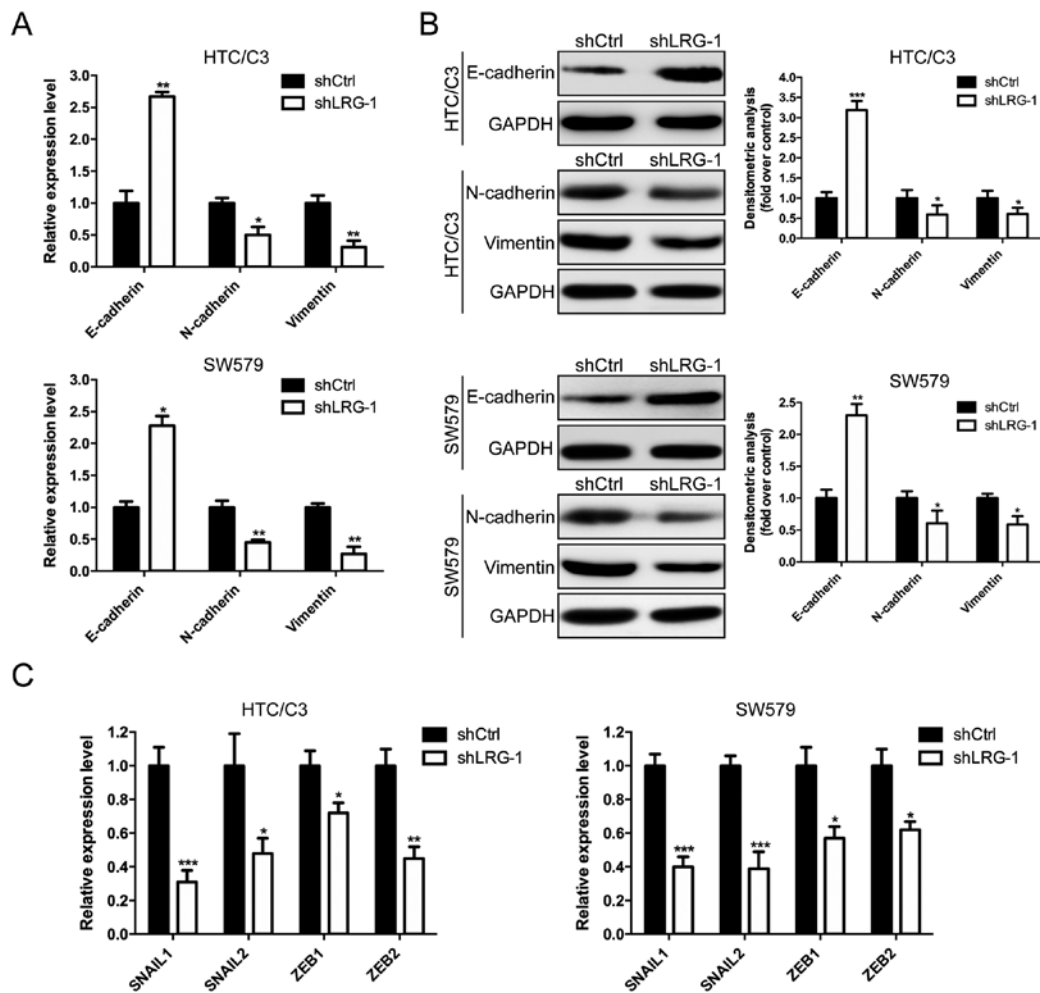 A
HTC/C3
shCtrl
shLRG-1
Relative expression level
3.0
2.5
2.0
1.5
1.0
0.5
0.0
**
*
**
E-cadherin
N-cadherin
Vimentin
SW579
shCtrl
shLRG-1
Relative expression level
3.0
2.5
2.0
1.5
1.0
0.5
0.0
*
**
**
E-cadherin
N-cadherin
Vimentin
B
shCtrl shLRG-1
HTC/C3
E-cadherin
GAPDH
shCtrl shLRG-1
HTC/C3
N-cadherin
Vimentin
GAPDH
HTC/C3
shCtrl
shLRG-1
Densitometric analysis
(fold over control)
4.0
3.5
3.0
2.5
2.0
1.5
1.0
0.5
0.0
***
*
*
E-cadherin
N-cadherin
Vimentin
shCtrl shLRG-1
SW579
E-cadherin
GAPDH
shCtrl shLRG-1
SW579
N-cadherin
Vimentin
GAPDH
SW579
shCtrl
shLRG-1
Densitometric analysis
(fold over control)
2.5
2.0
1.5
1.0
0.5
0.0
**
*
*
E-cadherin
N-cadherin
Vimentin
C
HTC/C3
shCtrl
shLRG-1
Relative expression level
1.2
1.0
0.8
0.6
0.4
0.2
0.0
***
*
*
**
SNAIL1
SNAIL2
ZEB1
ZEB2
SW579
shCtrl
shLRG-1
Relative expression level
1.2
1.0
0.8
0.6
0.4
0.2
0.0
***
***
*
*
SNAIL1
SNAIL2
ZEB1
ZEB2